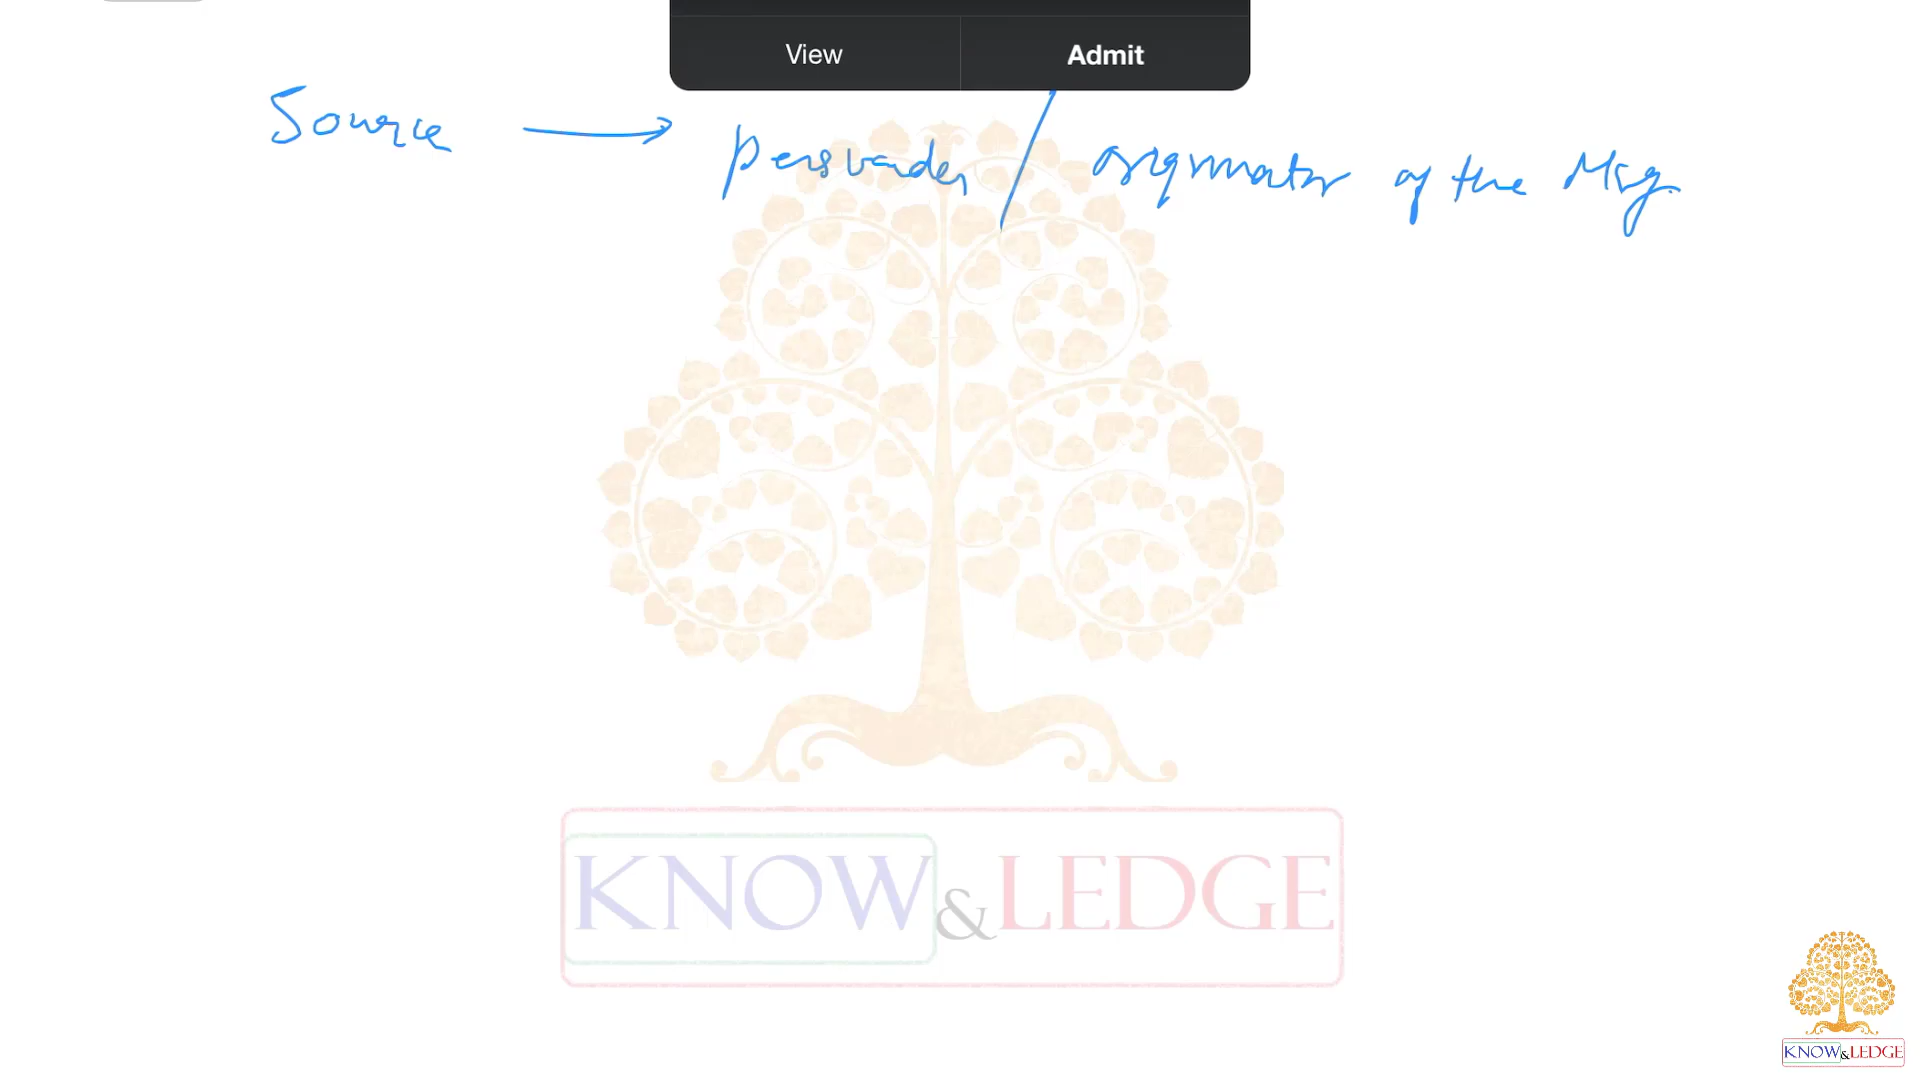 View Admit
Source → persuader / originator of the Msg.
KNOW&LEDGE
KNOW&LEDGE